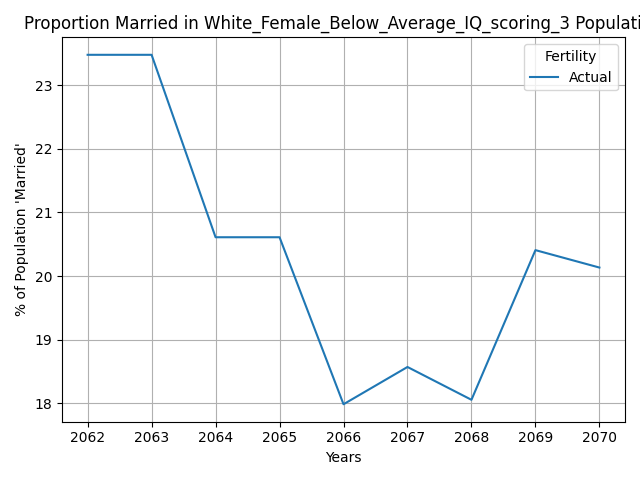 Proportion Married in White_Female_Below_Average_IQ_scoring_3 Populati
Fertility
Actual
% of Population 'Married'
23
22
21
20
19
18
2062 2063 2064 2065 2066 2067 2068 2069 2070
Years